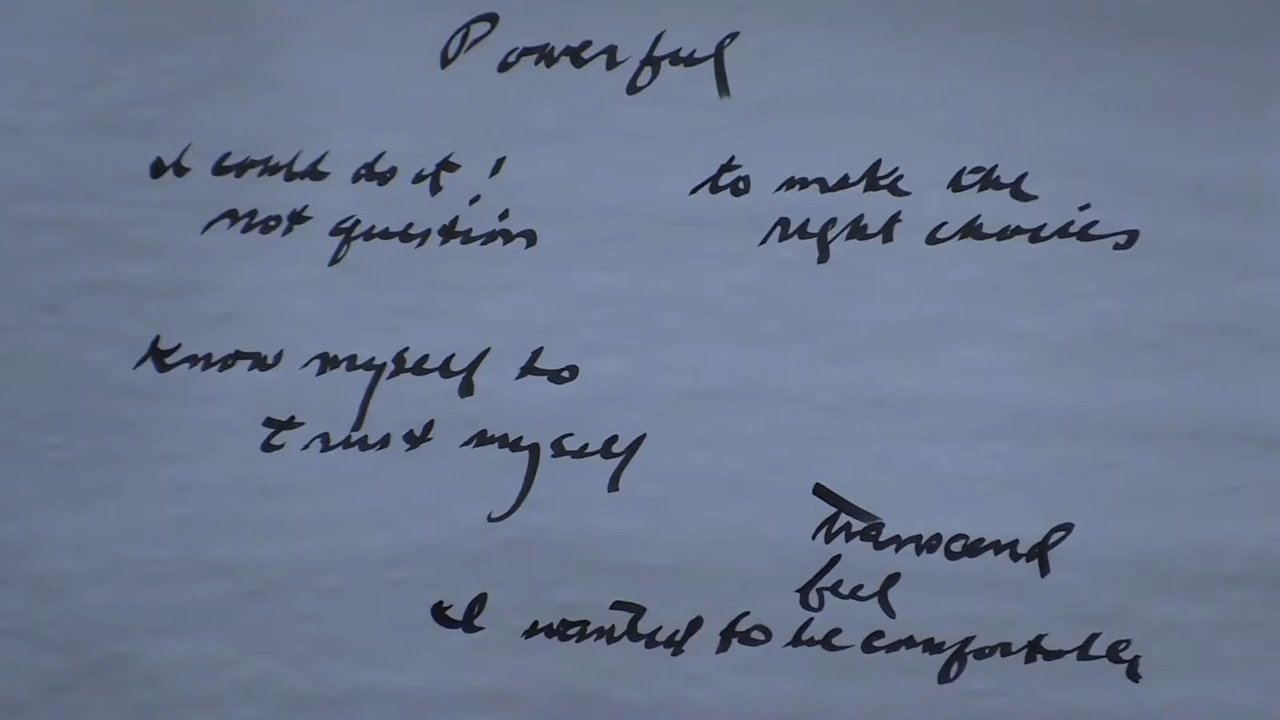 Powerful
I could do it!
not question
to make the
right choices
Know myself to
trust myself
Transcend
feel
I wanted to be comfortable,